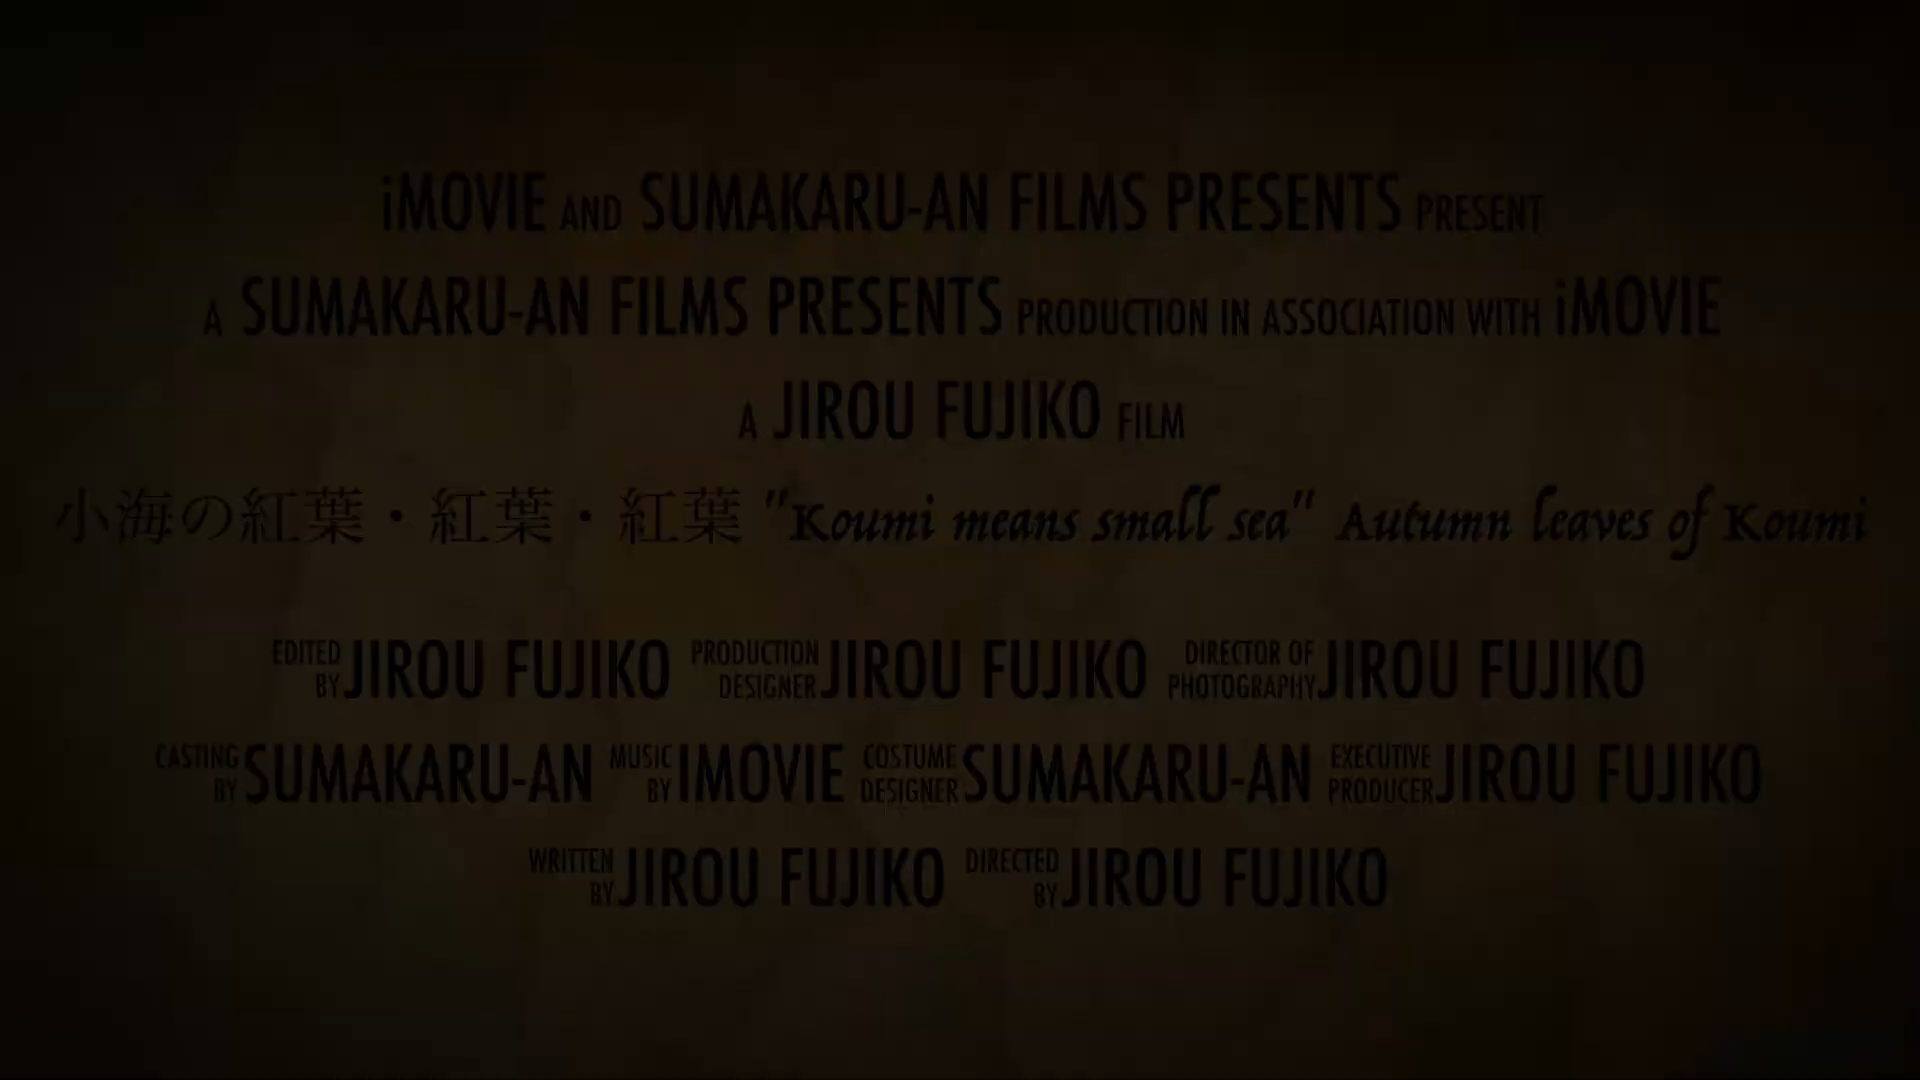 iMOVIE AND SUMAKARU-AN FILMS PRESENTS PRESENT
A SUMAKARU-AN FILMS PRESENTS PRODUCTION IN ASSOCIATION WITH iMOVIE
A JIROU FUJIKO FILM
小海の紅葉・紅葉・紅葉 "Koumi means small sea" Autumn leaves of Koumi
EDITED BY JIROU FUJIKO PRODUCTION DESIGNER JIROU FUJIKO DIRECTOR OF PHOTOGRAPHY JIROU FUJIKO
CASTING BY SUMAKARU-AN MUSIC BY IMOVIE COSTUME DESIGNER SUMAKARU-AN EXECUTIVE PRODUCER JIROU FUJIKO
WRITTEN BY JIROU FUJIKO DIRECTED BY JIROU FUJIKO